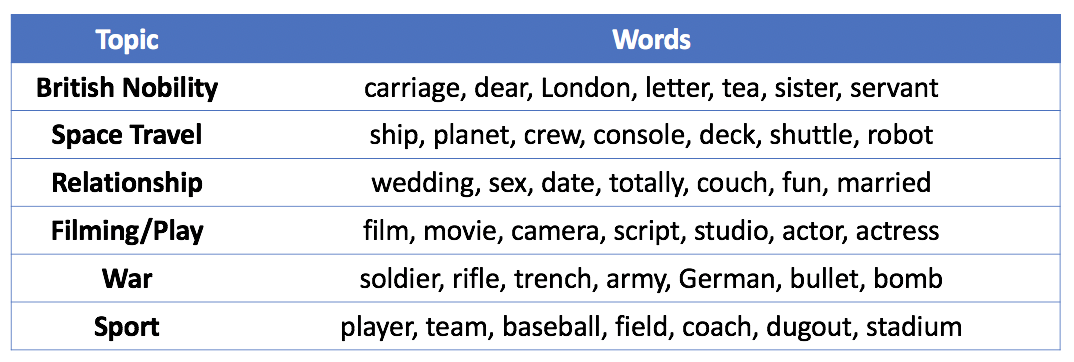 Topic Words
British Nobility carriage, dear, London, letter, tea, sister, servant
Space Travel ship, planet, crew, console, deck, shuttle, robot
Relationship wedding, sex, date, totally, couch, fun, married
Filming/Play film, movie, camera, script, studio, actor, actress
War soldier, rifle, trench, army, German, bullet, bomb
Sport player, team, baseball, field, coach, dugout, stadium